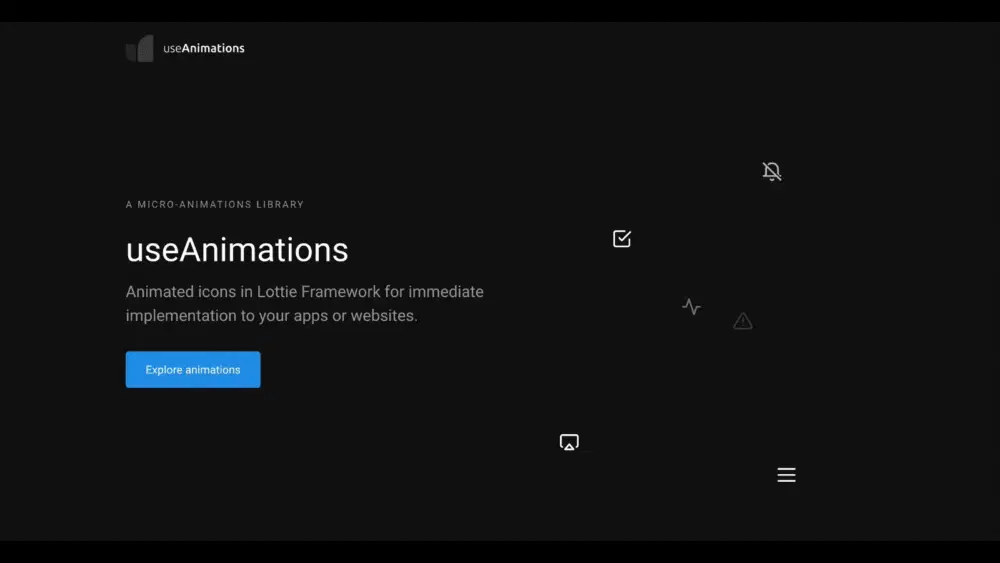 useAnimations
A MICRO-ANIMATIONS LIBRARY
useAnimations
Animated icons in Lottie Framework for immediate
implementation to your apps or websites.
Explore animations